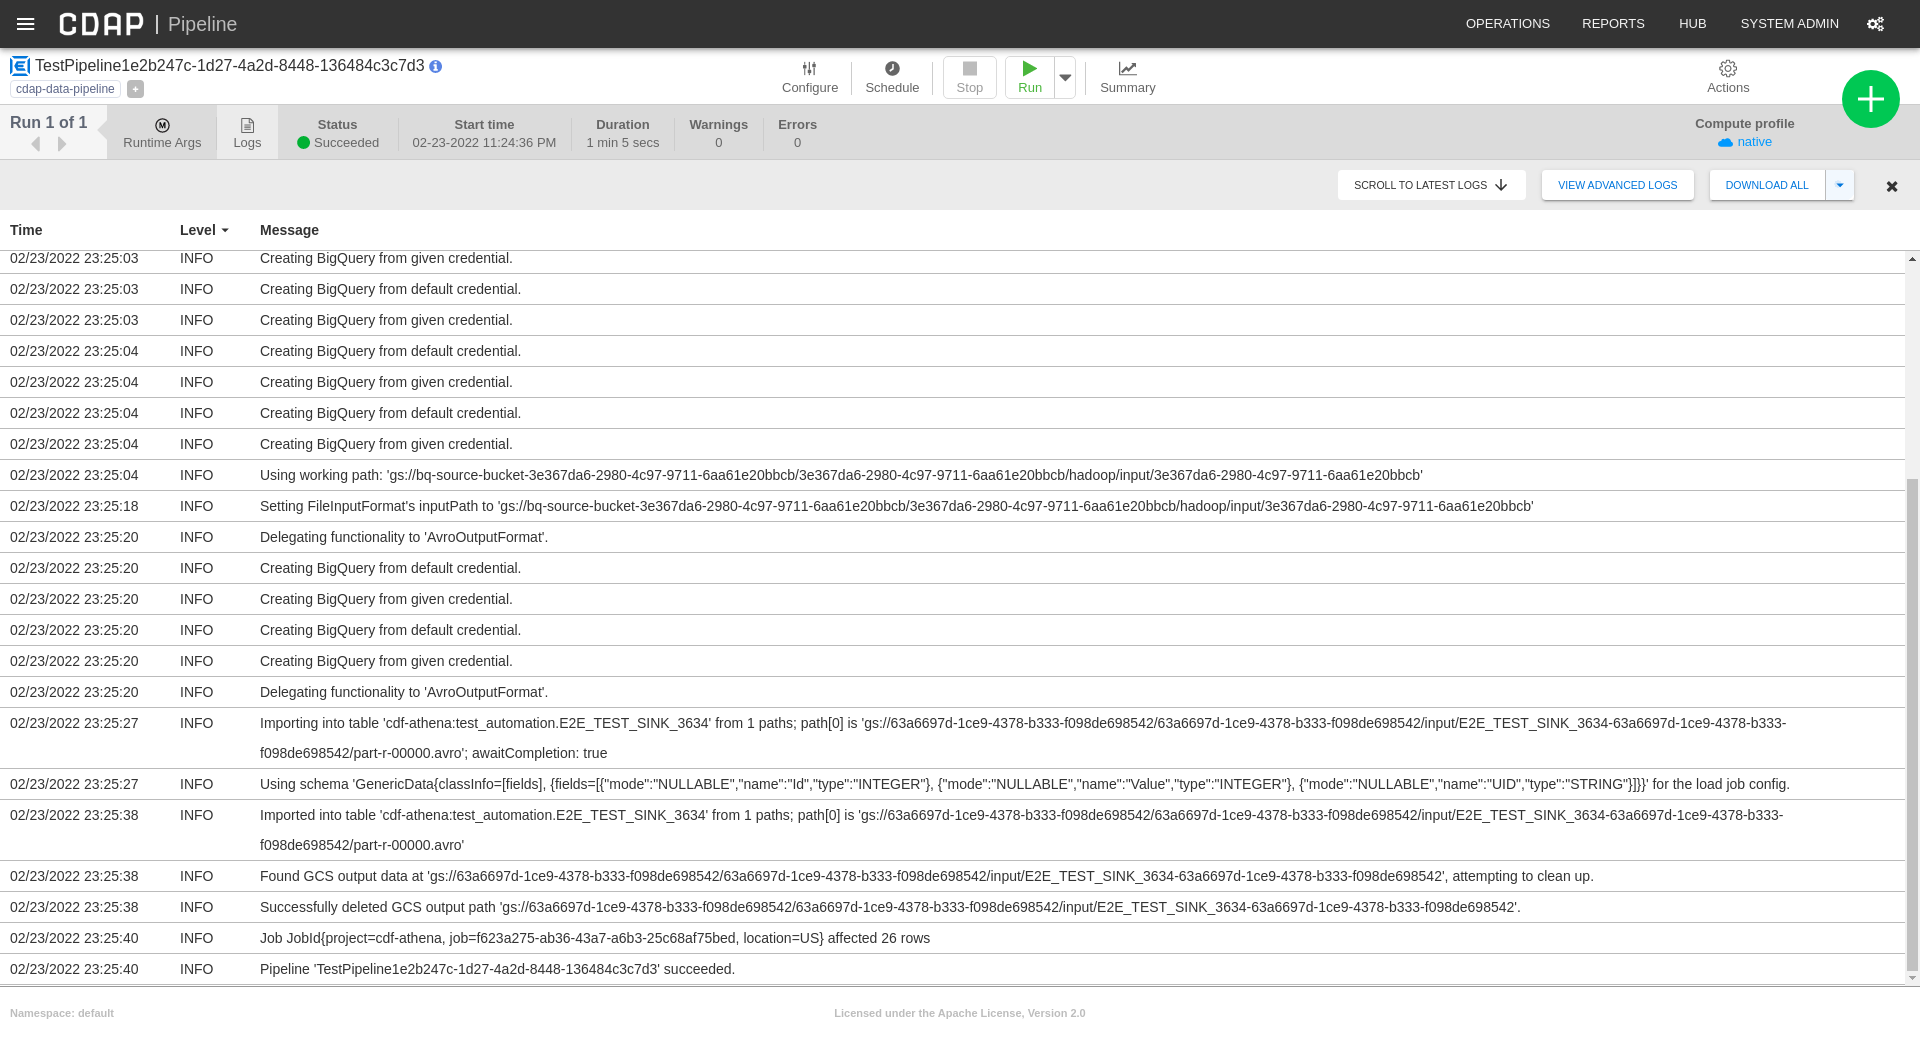 CDAP | Pipeline OPERATIONS REPORTS HUB SYSTEM ADMIN
TestPipeline1e2b247c-1d27-4a2d-8448-136484c3c7d3
cdap-data-pipeline +
Configure Schedule Stop Run Summary Actions
Run 1 of 1
Runtime Args Logs
Status Start time Duration Warnings Errors Compute profile
Succeeded 02-23-2022 11:24:36 PM 1 min 5 secs 0 0 native
SCROLL TO LATEST LOGS VIEW ADVANCED LOGS DOWNLOAD ALL
Time Level Message
02/23/2022 23:25:03 INFO Creating BigQuery from given credential.
02/23/2022 23:25:03 INFO Creating BigQuery from default credential.
02/23/2022 23:25:03 INFO Creating BigQuery from given credential.
02/23/2022 23:25:04 INFO Creating BigQuery from default credential.
02/23/2022 23:25:04 INFO Creating BigQuery from given credential.
02/23/2022 23:25:04 INFO Creating BigQuery from default credential.
02/23/2022 23:25:04 INFO Creating BigQuery from given credential.
02/23/2022 23:25:04 INFO Using working path: 'gs://bq-source-bucket-3e367da6-2980-4c97-9711-6aa61e20bbcb/3e367da6-2980-4c97-9711-6aa61e20bbcb/hadoop/input/3e367da6-2980-4c97-9711-6aa61e20bbcb'
02/23/2022 23:25:18 INFO Setting FileInputFormat's inputPath to 'gs://bq-source-bucket-3e367da6-2980-4c97-9711-6aa61e20bbcb/3e367da6-2980-4c97-9711-6aa61e20bbcb/hadoop/input/3e367da6-2980-4c97-9711-6aa61e20bbcb'
02/23/2022 23:25:20 INFO Delegating functionality to 'AvroOutputFormat'.
02/23/2022 23:25:20 INFO Creating BigQuery from default credential.
02/23/2022 23:25:20 INFO Creating BigQuery from given credential.
02/23/2022 23:25:20 INFO Creating BigQuery from default credential.
02/23/2022 23:25:20 INFO Creating BigQuery from given credential.
02/23/2022 23:25:20 INFO Delegating functionality to 'AvroOutputFormat'.
02/23/2022 23:25:27 INFO Importing into table 'cdf-athena:test_automation.E2E_TEST_SINK_3634' from 1 paths; path[0] is 'gs://63a6697d-1ce9-4378-b333-f098de698542/63a6697d-1ce9-4378-b333-f098de698542/input/E2E_TEST_SINK_3634-63a6697d-1ce9-4378-b333-
f098de698542/part-r-00000.avro'; awaitCompletion: true
02/23/2022 23:25:27 INFO Using schema 'GenericData{classInfo=[fields], {fields=[{"mode":"NULLABLE","name":"Id","type":"INTEGER"}, {"mode":"NULLABLE","name":"Value","type":"INTEGER"}, {"mode":"NULLABLE","name":"UID","type":"STRING"}]}}' for the load job config.
02/23/2022 23:25:38 INFO Imported into table 'cdf-athena:test_automation.E2E_TEST_SINK_3634' from 1 paths; path[0] is 'gs://63a6697d-1ce9-4378-b333-f098de698542/63a6697d-1ce9-4378-b333-f098de698542/input/E2E_TEST_SINK_3634-63a6697d-1ce9-4378-b333-
f098de698542/part-r-00000.avro'
02/23/2022 23:25:38 INFO Found GCS output data at 'gs://63a6697d-1ce9-4378-b333-f098de698542/63a6697d-1ce9-4378-b333-f098de698542/input/E2E_TEST_SINK_3634-63a6697d-1ce9-4378-b333-f098de698542', attempting to clean up.
02/23/2022 23:25:38 INFO Successfully deleted GCS output path 'gs://63a6697d-1ce9-4378-b333-f098de698542/63a6697d-1ce9-4378-b333-f098de698542/input/E2E_TEST_SINK_3634-63a6697d-1ce9-4378-b333-f098de698542'.
02/23/2022 23:25:40 INFO Job JobId{project=cdf-athena, job=f623a275-ab36-43a7-a6b3-25c68af75bed, location=US} affected 26 rows
02/23/2022 23:25:40 INFO Pipeline 'TestPipeline1e2b247c-1d27-4a2d-8448-136484c3c7d3' succeeded.
Namespace: default Licensed under the Apache License, Version 2.0